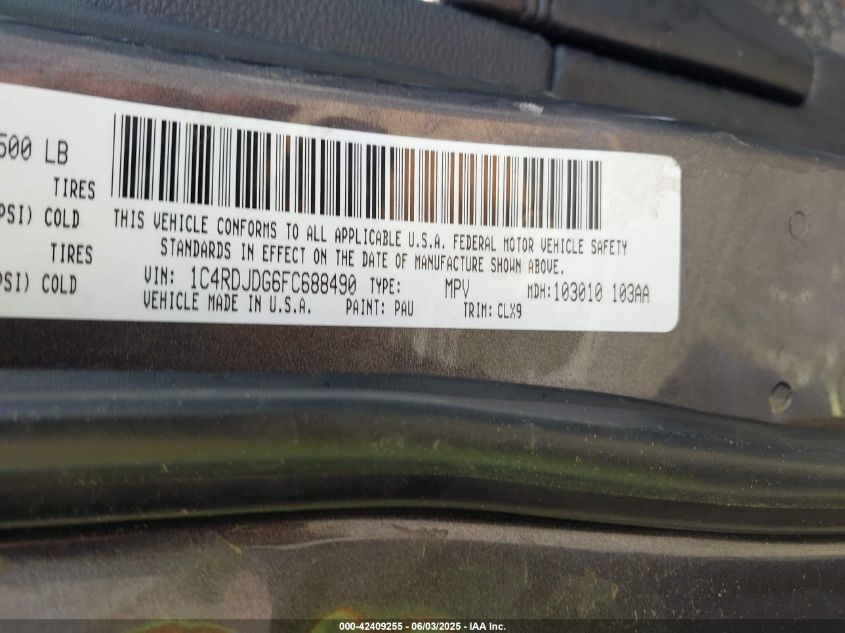 500 LB
TIRES
PSI) COLD
TIRES
SI) COLD
THIS VEHICLE CONFORMS TO ALL APPLICABLE U.S.A. FEDERAL MOTOR VEHICLE SAFETY
STANDARDS IN EFFECT ON THE DATE OF MANUFACTURE SHOWN ABOVE.
VIN: 1C4RDJDG6FC688490 TYPE: MPV MDH:103010 103AA
VEHICLE MADE IN U.S.A. PAINT: PAU TRIM: CLX9
000-42409255 - 06/03/2025 - IAA Inc.